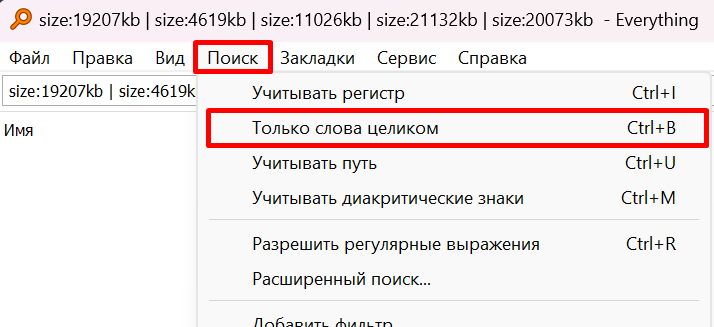 size:19207kb | size:4619kb | size:11026kb | size:21132kb | size:20073kb - Everything
Файл Правка Вид Поиск Закладки Сервис Справка
size:19207kb | size:4619k
Учитывать регистр Ctrl+I
Имя
Только слова целиком Ctrl+B
Учитывать путь Ctrl+U
Учитывать диакритические знаки Ctrl+M
Разрешить регулярные выражения Ctrl+R
Расширенный поиск...
Добавить фильтр